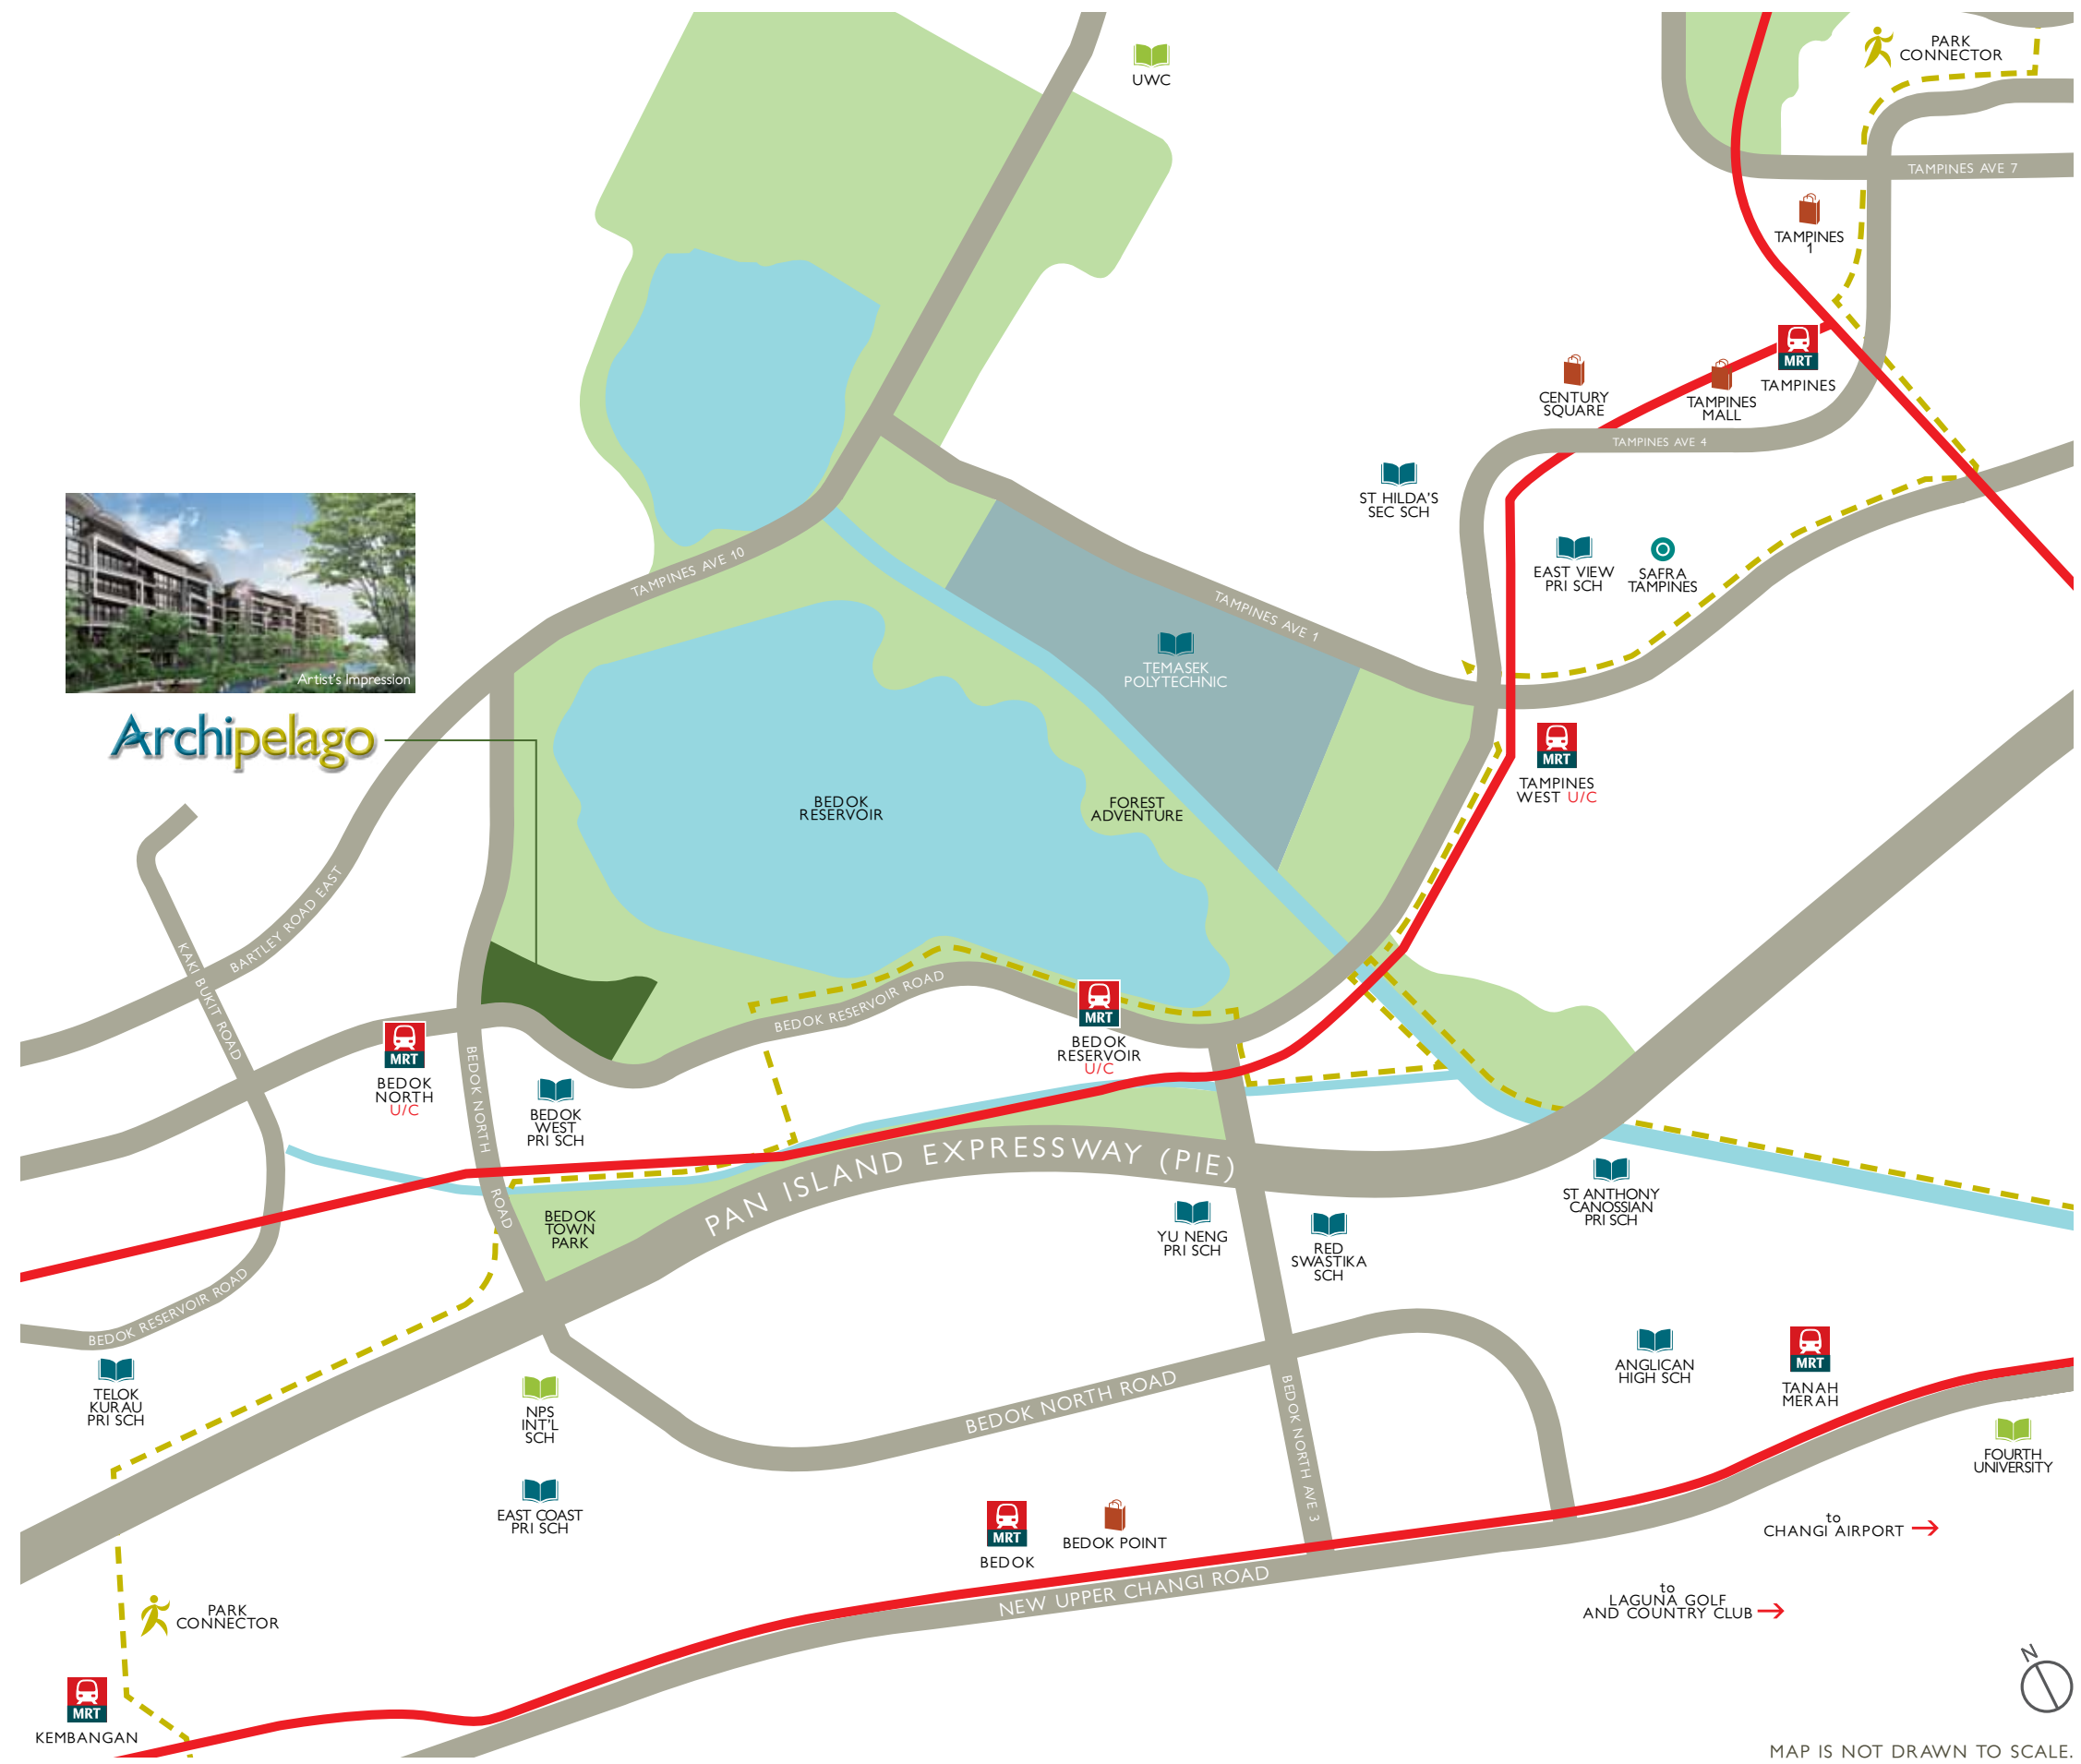 UWC
PARK
CONNECTOR
TAMPINES AVE 7
TAMPINES
1
MRT
TAMPINES
CENTURY
SQUARE
TAMPINES
MALL
TAMPINES AVE 4
ST HILDA'S
SEC SCH
EAST VIEW
PRI SCH
SAFRA
TAMPINES
Artist's Impression
Archipelago
TAMPINES AVE 10
TAMPINES AVE 1
TEMASEK
POLYTECHNIC
MRT
TAMPINES
WEST U/C
BEDOK
RESERVOIR
FOREST
ADVENTURE
BARTLEY ROAD EAST
KAKI BUKIT ROAD
BEDOK RESERVOIR ROAD
MRT
BEDOK
RESERVOIR
U/C
MRT
BEDOK
NORTH
U/C
BEDOK NORTH
ROAD
BEDOK
WEST
PRI SCH
PAN ISLAND EXPRESSWAY (PIE)
BEDOK
TOWN
PARK
YU NENG
PRI SCH
RED
SWASTIKA
SCH
ST ANTHONY
CANOSSIAN
PRI SCH
BEDOK RESERVOIR ROAD
TELOK
KURAU
PRI SCH
NPS
INT'L
SCH
BEDOK NORTH ROAD
BEDOK NORTH AVE 3
ANGLICAN
HIGH SCH
MRT
TANAH
MERAH
FOURTH
UNIVERSITY
EAST COAST
PRI SCH
MRT
BEDOK
BEDOK POINT
NEW UPPER CHANGI ROAD
to
CHANGI AIRPORT
to
LAGUNA GOLF
AND COUNTRY CLUB
PARK
CONNECTOR
MRT
KEMBANGAN
N
MAP IS NOT DRAWN TO SCALE.